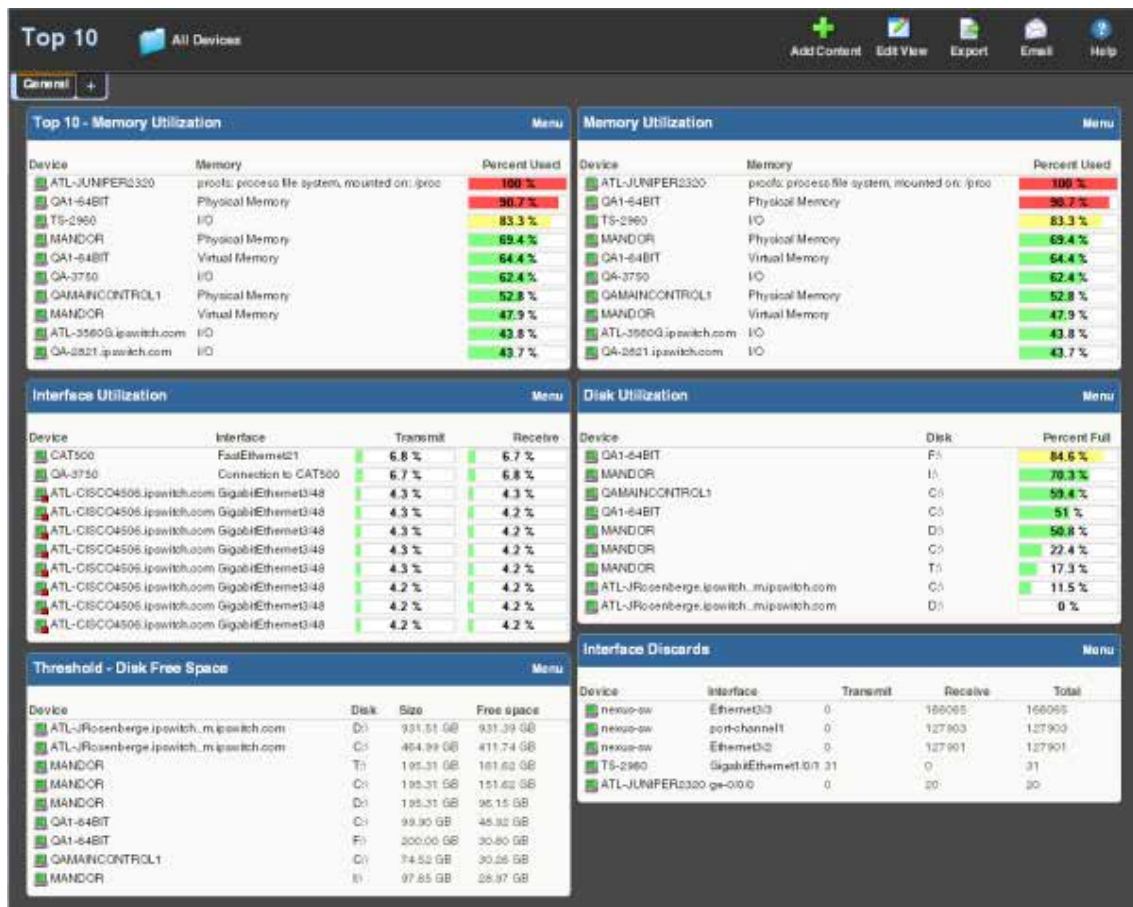 Top 10 All Devices Add Content Edit View Export Email Help
General +
Top 10 - Memory Utilization Menu
Device Memory Percent Used
ATL-JUNIPER2320 procfs: process file system, mounted on: /proc 100 %
QA1-64BIT Physical Memory 90.7 %
TS-2960 I/O 83.3 %
MANDOR Physical Memory 69.4 %
QA1-64BIT Virtual Memory 64.4 %
QA-3750 I/O 62.4 %
QAMAINCONTROL1 Physical Memory 52.8 %
MANDOR Virtual Memory 47.9 %
ATL-3560G.ipswitch.com I/O 43.8 %
QA-2821.ipswitch.com I/O 43.7 %
Memory Utilization Menu
Device Memory Percent Used
ATL-JUNIPER2320 procfs: process file system, mounted on: /proc 100 %
QA1-64BIT Physical Memory 90.7 %
TS-2960 I/O 83.3 %
MANDOR Physical Memory 69.4 %
QA1-64BIT Virtual Memory 64.4 %
QA-3750 I/O 62.4 %
QAMAINCONTROL1 Physical Memory 52.8 %
MANDOR Virtual Memory 47.9 %
ATL-3560G.ipswitch.com I/O 43.8 %
QA-2821.ipswitch.com I/O 43.7 %
Interface Utilization Menu
Device Interface Transmit Receive
CAT500 FastEthernet21 6.8 % 6.7 %
QA-3750 Connection to CAT500 6.7 % 6.8 %
ATL-CISCO4506.ipswitch.com GigabitEthernet3/48 4.3 % 4.3 %
ATL-CISCO4506.ipswitch.com GigabitEthernet3/48 4.3 % 4.2 %
ATL-CISCO4506.ipswitch.com GigabitEthernet3/48 4.3 % 4.2 %
ATL-CISCO4506.ipswitch.com GigabitEthernet3/48 4.3 % 4.2 %
ATL-CISCO4506.ipswitch.com GigabitEthernet3/48 4.3 % 4.2 %
ATL-CISCO4506.ipswitch.com GigabitEthernet3/48 4.2 % 4.2 %
ATL-CISCO4506.ipswitch.com GigabitEthernet3/48 4.2 % 4.2 %
ATL-CISCO4506.ipswitch.com GigabitEthernet3/48 4.2 % 4.2 %
Disk Utilization Menu
Device Disk Percent Full
QA1-64BIT F:\ 84.6 %
MANDOR I:\ 70.3 %
QAMAINCONTROL1 C:\ 59.4 %
QA1-64BIT C:\ 51 %
MANDOR D:\ 50.8 %
MANDOR C:\ 22.4 %
MANDOR T:\ 17.3 %
ATL-JRosenberge.ipswitch_m.ipswitch.com C:\ 11.5 %
ATL-JRosenberge.ipswitch_m.ipswitch.com D:\ 0 %
Threshold - Disk Free Space Menu
Device Disk Size Free space
ATL-JRosenberge.ipswitch_m.ipswitch.com D:\ 931.51 GB 931.39 GB
ATL-JRosenberge.ipswitch_m.ipswitch.com C:\ 464.99 GB 411.74 GB
MANDOR T:\ 195.31 GB 161.62 GB
MANDOR C:\ 195.31 GB 151.62 GB
MANDOR D:\ 195.31 GB 96.15 GB
QA1-64BIT C:\ 99.90 GB 48.92 GB
QA1-64BIT F:\ 200.00 GB 30.80 GB
QAMAINCONTROL1 C:\ 74.52 GB 30.26 GB
MANDOR I:\ 97.65 GB 28.97 GB
Interface Discards Menu
Device Interface Transmit Receive Total
nexus-sw Ethernet3/3 0 166065 166065
nexus-sw port-channel1 0 127903 127903
nexus-sw Ethernet3/2 0 127901 127901
TS-2960 GigabitEthernet1/0/1 31 0 31
ATL-JUNIPER2320 ge-0/0/0 0 20 20